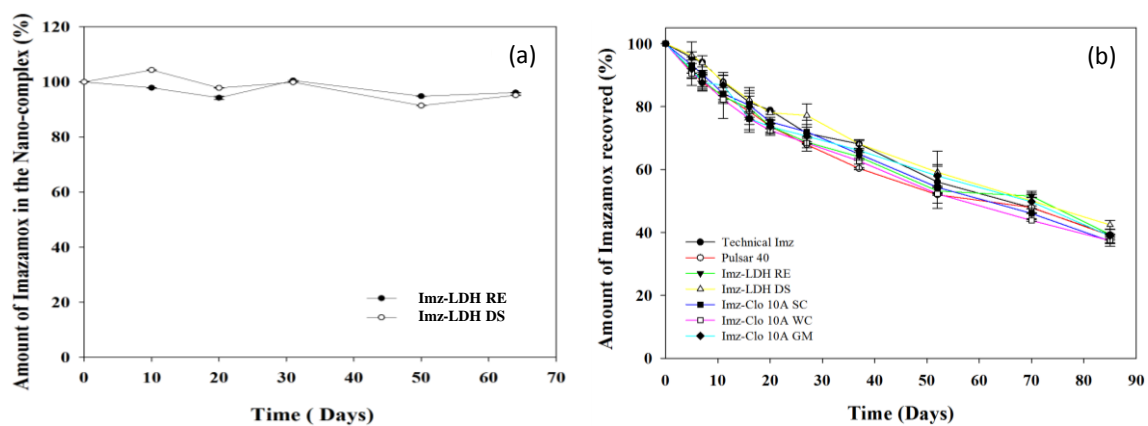 (a)
Amount of Imazamox in the Nano-complex (%)
120
100
80
60
40
20
0
Imz-LDH RE
Imz-LDH DS
0 10 20 30 40 50 60 70
Time ( Days)
(b)
Amount of Imazamox recovred (%)
100
80
60
40
20
0
Technical Imz
Pulsar 40
Imz-LDH RE
Imz-LDH DS
Imz-Clo 10A SC
Imz-Clo 10A WC
Imz-Clo 10A GM
0 10 20 30 40 50 60 70 80 90
Time (Days)